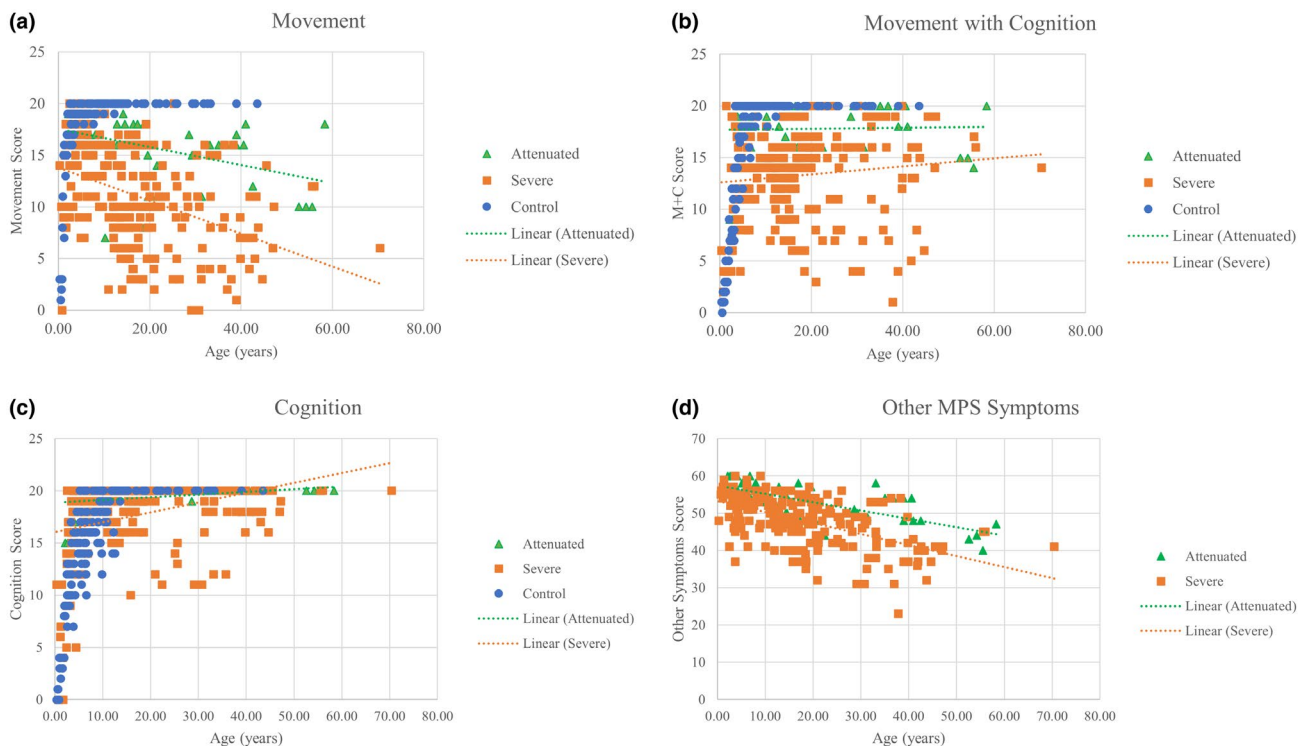 (a)
Movement
25
20
15
10
5
0
Movement Score
0.00 20.00 40.00 60.00 80.00
Age (years)
Attenuated
Severe
Control
Linear (Attenuated)
Linear (Severe)
(b)
Movement with Cognition
25
20
15
10
5
0
M+C Score
0.00 20.00 40.00 60.00 80.00
Age (years)
Attenuated
Severe
Control
Linear (Attenuated)
Linear (Severe)
(c)
Cognition
25
20
15
10
5
0
Cognition Score
0.00 10.00 20.00 30.00 40.00 50.00 60.00 70.00 80.00
Age (years)
Attenuated
Severe
Control
Linear (Attenuated)
Linear (Severe)
(d)
Other MPS Symptoms
70
60
50
40
30
20
10
0
Other Symptoms Score
0.00 10.00 20.00 30.00 40.00 50.00 60.00 70.00 80.00
Age (years)
Attenuated
Severe
Linear (Attenuated)
Linear (Severe)